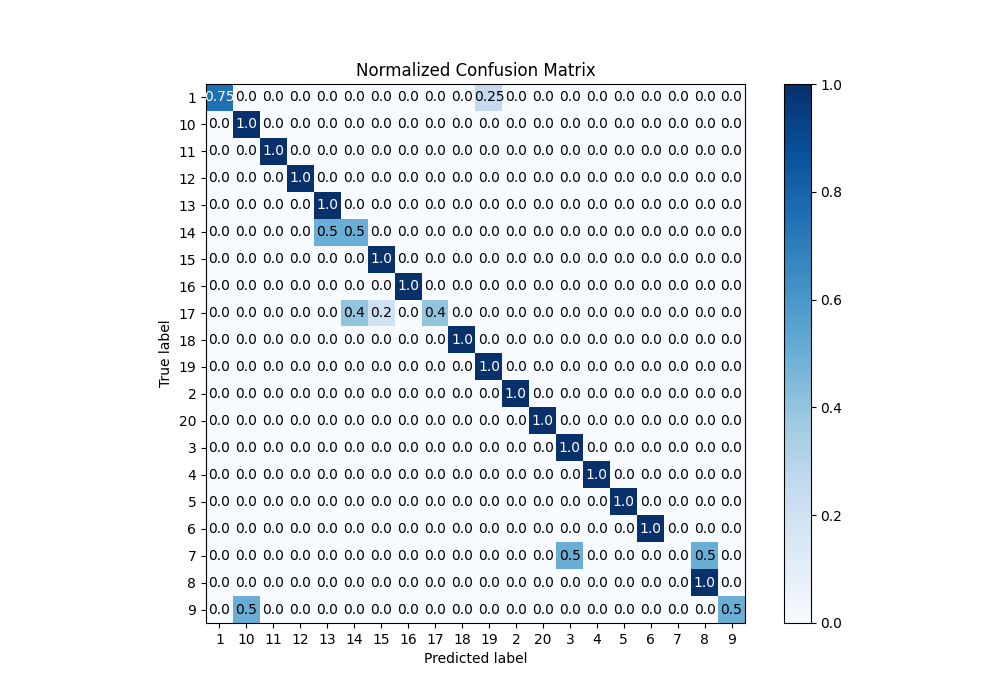 Normalized Confusion Matrix
1 0.75 0.0 0.0 0.0 0.0 0.0 0.0 0.0 0.0 0.0 0.25 0.0 0.0 0.0 0.0 0.0 0.0 0.0 0.0 0.0
10 0.0 1.0 0.0 0.0 0.0 0.0 0.0 0.0 0.0 0.0 0.0 0.0 0.0 0.0 0.0 0.0 0.0 0.0 0.0 0.0
11 0.0 0.0 1.0 0.0 0.0 0.0 0.0 0.0 0.0 0.0 0.0 0.0 0.0 0.0 0.0 0.0 0.0 0.0 0.0 0.0
12 0.0 0.0 0.0 1.0 0.0 0.0 0.0 0.0 0.0 0.0 0.0 0.0 0.0 0.0 0.0 0.0 0.0 0.0 0.0 0.0
13 0.0 0.0 0.0 0.0 1.0 0.0 0.0 0.0 0.0 0.0 0.0 0.0 0.0 0.0 0.0 0.0 0.0 0.0 0.0 0.0
14 0.0 0.0 0.0 0.0 0.5 0.5 0.0 0.0 0.0 0.0 0.0 0.0 0.0 0.0 0.0 0.0 0.0 0.0 0.0 0.0
15 0.0 0.0 0.0 0.0 0.0 0.0 1.0 0.0 0.0 0.0 0.0 0.0 0.0 0.0 0.0 0.0 0.0 0.0 0.0 0.0
16 0.0 0.0 0.0 0.0 0.0 0.0 0.0 1.0 0.0 0.0 0.0 0.0 0.0 0.0 0.0 0.0 0.0 0.0 0.0 0.0
17 0.0 0.0 0.0 0.0 0.0 0.4 0.2 0.0 0.4 0.0 0.0 0.0 0.0 0.0 0.0 0.0 0.0 0.0 0.0 0.0
18 0.0 0.0 0.0 0.0 0.0 0.0 0.0 0.0 0.0 1.0 0.0 0.0 0.0 0.0 0.0 0.0 0.0 0.0 0.0 0.0
19 0.0 0.0 0.0 0.0 0.0 0.0 0.0 0.0 0.0 0.0 1.0 0.0 0.0 0.0 0.0 0.0 0.0 0.0 0.0 0.0
2 0.0 0.0 0.0 0.0 0.0 0.0 0.0 0.0 0.0 0.0 0.0 1.0 0.0 0.0 0.0 0.0 0.0 0.0 0.0 0.0
20 0.0 0.0 0.0 0.0 0.0 0.0 0.0 0.0 0.0 0.0 0.0 0.0 1.0 0.0 0.0 0.0 0.0 0.0 0.0 0.0
3 0.0 0.0 0.0 0.0 0.0 0.0 0.0 0.0 0.0 0.0 0.0 0.0 0.0 1.0 0.0 0.0 0.0 0.0 0.0 0.0
4 0.0 0.0 0.0 0.0 0.0 0.0 0.0 0.0 0.0 0.0 0.0 0.0 0.0 0.0 1.0 0.0 0.0 0.0 0.0 0.0
5 0.0 0.0 0.0 0.0 0.0 0.0 0.0 0.0 0.0 0.0 0.0 0.0 0.0 0.0 0.0 1.0 0.0 0.0 0.0 0.0
6 0.0 0.0 0.0 0.0 0.0 0.0 0.0 0.0 0.0 0.0 0.0 0.0 0.0 0.0 0.0 0.0 1.0 0.0 0.0 0.0
7 0.0 0.0 0.0 0.0 0.0 0.0 0.0 0.0 0.0 0.0 0.0 0.0 0.0 0.5 0.0 0.0 0.0 0.0 0.5 0.0
8 0.0 0.0 0.0 0.0 0.0 0.0 0.0 0.0 0.0 0.0 0.0 0.0 0.0 0.0 0.0 0.0 0.0 0.0 1.0 0.0
9 0.0 0.5 0.0 0.0 0.0 0.0 0.0 0.0 0.0 0.0 0.0 0.0 0.0 0.0 0.0 0.0 0.0 0.0 0.0 0.5
1 10 11 12 13 14 15 16 17 18 19 2 20 3 4 5 6 7 8 9
Predicted label
True label
1.0
0.8
0.6
0.4
0.2
0.0